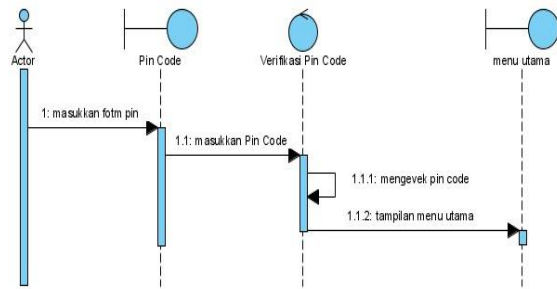 Actor
Pin Code
Verifikasi Pin Code
menu utama
1: masukkan fotm pin
1.1: masukkan Pin Code
1.1.1: mengevek pin code
1.1.2: tampilan menu utama